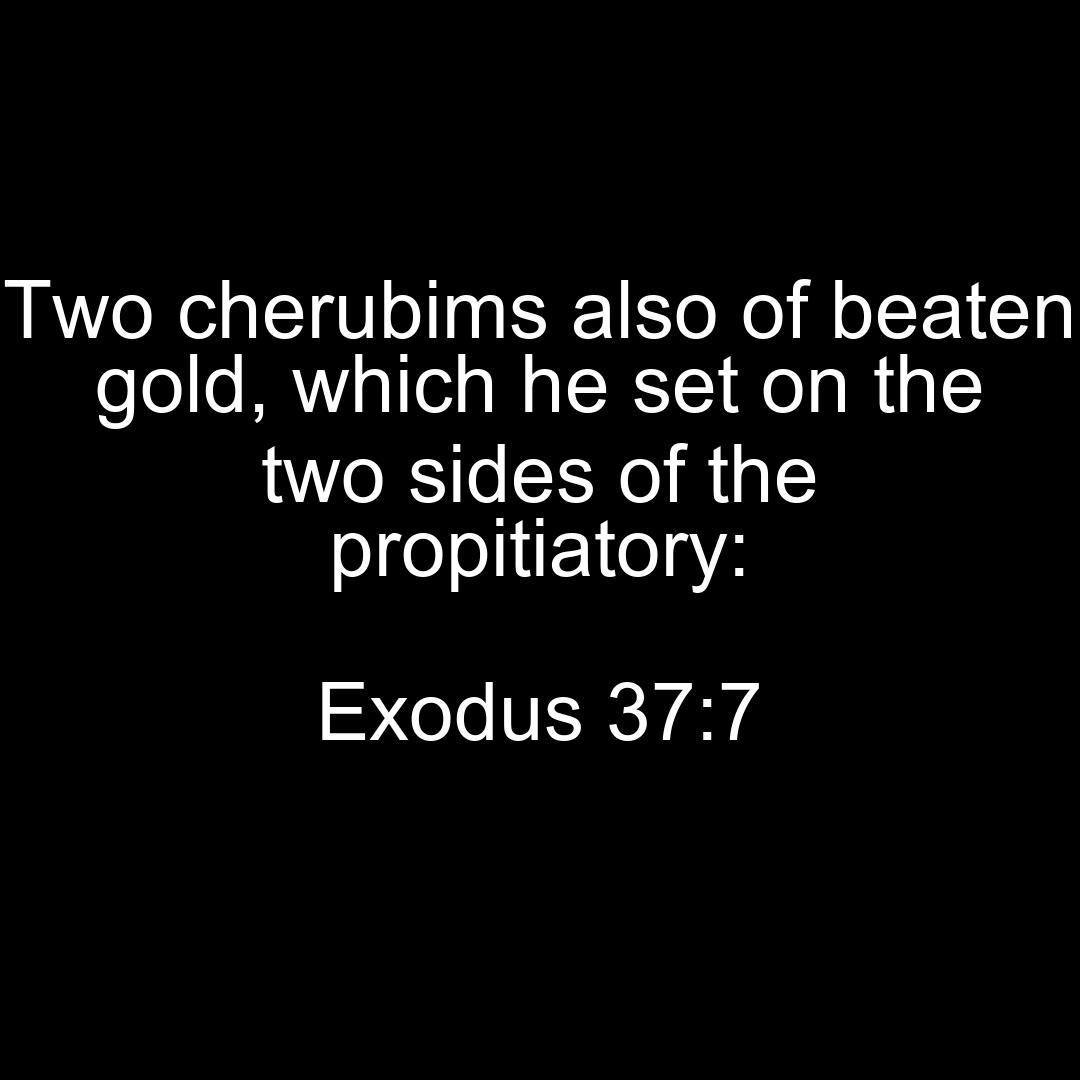 Two cherubims also of beaten
gold, which he set on the
two sides of the
propitiatory:
Exodus 37:7